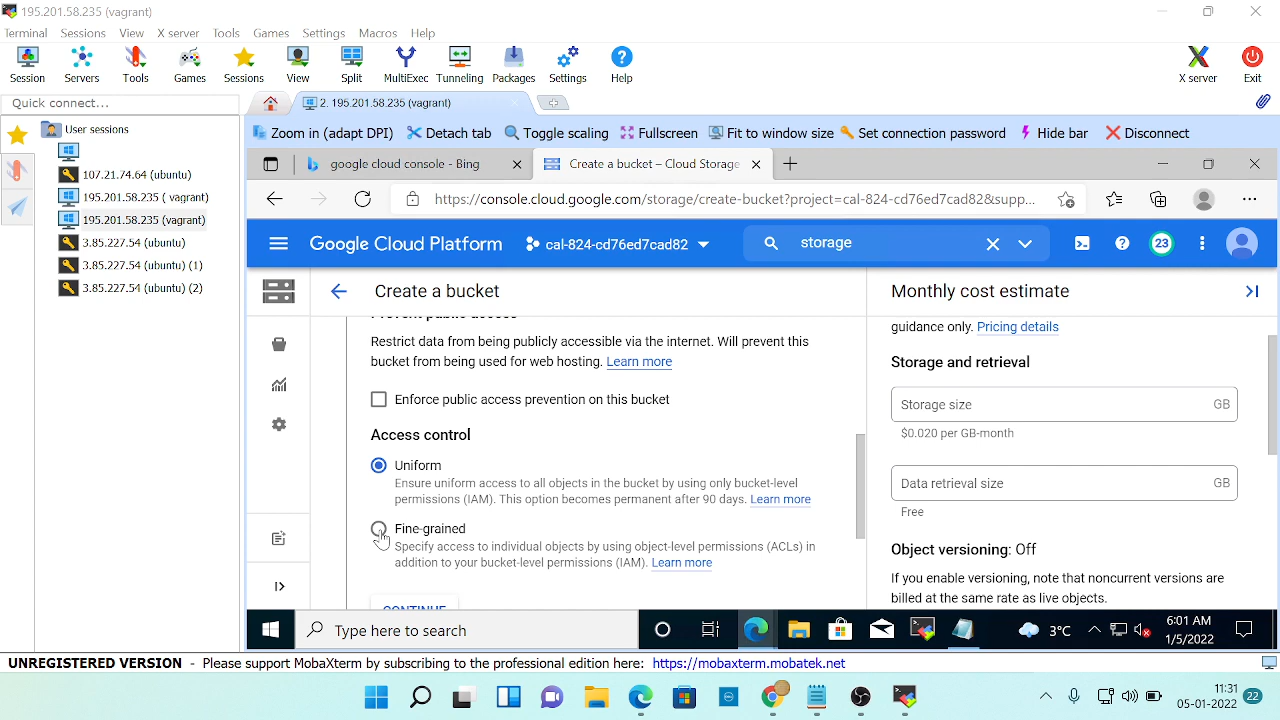 195.201.58.235 (vagrant)
Terminal Sessions View X server Tools Games Settings Macros Help
Session Servers Tools Games Sessions View Split MultiExec Tunneling Packages Settings Help X server Exit
Quick connect...
2. 195.201.58.235 (vagrant)
User sessions
107.21.74.64 (ubuntu)
195.201.58.235 ( vagrant)
195.201.58.235 (vagrant)
3.85.227.54 (ubuntu)
3.85.227.54 (ubuntu) (1)
3.85.227.54 (ubuntu) (2)
Zoom in (adapt DPI) Detach tab Toggle scaling Fullscreen Fit to window size Set connection password Hide bar Disconnect
google cloud console - Bing
Create a bucket – Cloud Storage
https://console.cloud.google.com/storage/create-bucket?project=cal-824-cd76ed7cad82&supp...
Google Cloud Platform
cal-824-cd76ed7cad82
storage
23
Create a bucket
Prevent public access
Restrict data from being publicly accessible via the internet. Will prevent this
bucket from being used for web hosting. Learn more
Enforce public access prevention on this bucket
Access control
Uniform
Ensure uniform access to all objects in the bucket by using only bucket-level
permissions (IAM). This option becomes permanent after 90 days. Learn more
Fine-grained
Specify access to individual objects by using object-level permissions (ACLs) in
addition to your bucket-level permissions (IAM). Learn more
CONTINUE
Monthly cost estimate
guidance only. Pricing details
Storage and retrieval
Storage size GB
$0.020 per GB-month
Data retrieval size GB
Free
Object versioning: Off
If you enable versioning, note that noncurrent versions are
billed at the same rate as live objects.
Type here to search
3°C
6:01 AM
1/5/2022
UNREGISTERED VERSION - Please support MobaXterm by subscribing to the professional edition here: https://mobaxterm.mobatek.net
11:31
05-01-2022
22